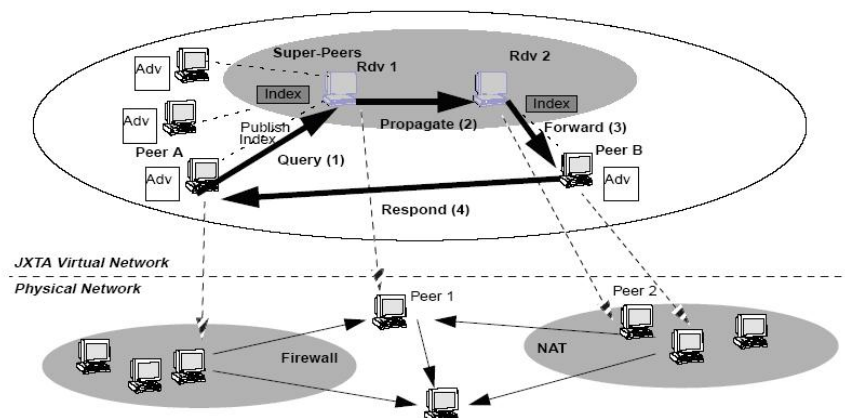 Super-Peers
Rdv 1
Rdv 2
Adv
Index
Index
Adv
Publish
Index
Propagate (2)
Forward (3)
Peer A
Query (1)
Peer B
Adv
Adv
Respond (4)
JXTA Virtual Network
Physical Network
Peer 1
Peer 2
Firewall
NAT